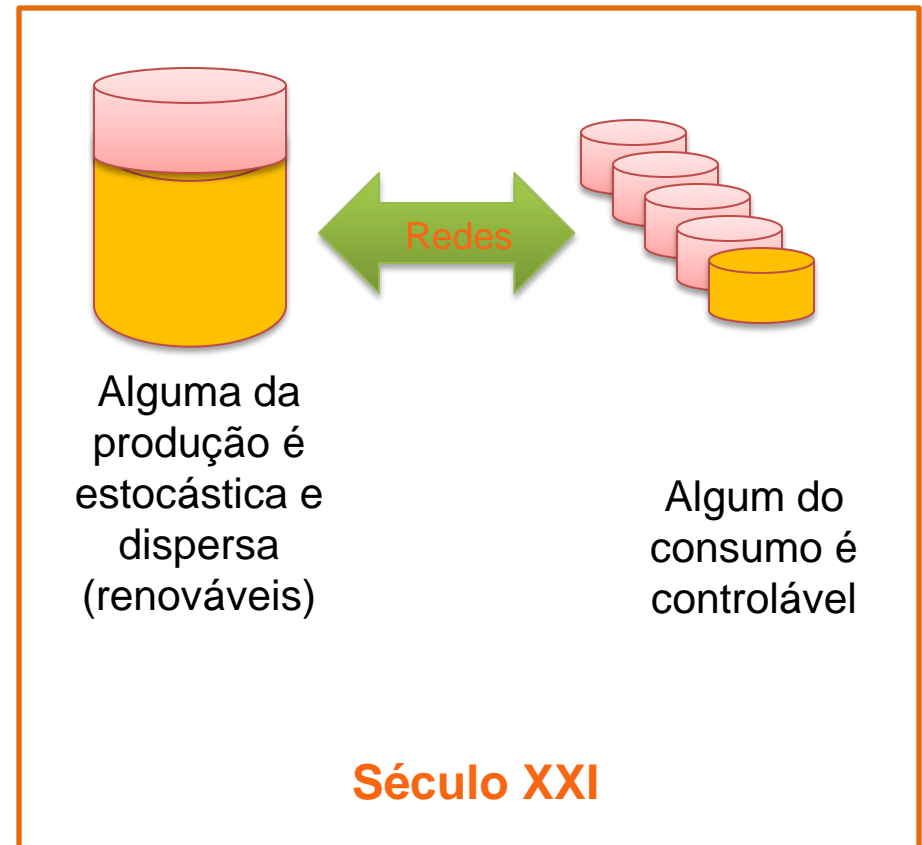 Redes
Alguma da
produção é
estocástica e
dispersa
(renováveis)
Algum do
consumo é
controlável
Século XXI